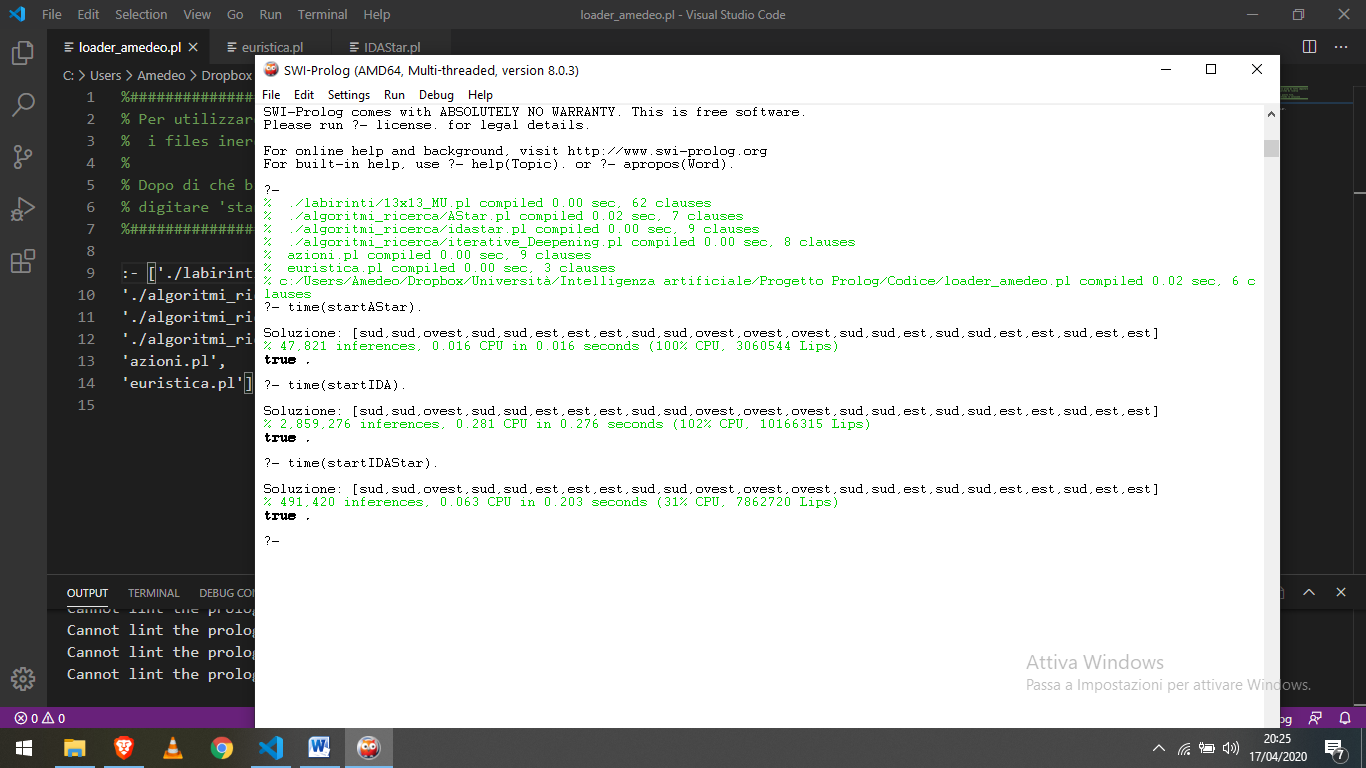 File Edit Selection View Go Run Terminal Help
loader_amedeo.pl - Visual Studio Code
loader_amedeo.pl
euristica.pl
IDAStar.pl
C: > Users > Amedeo > Dropbox
1 %###############
2 % Per utilizzar
3 %  i files iner
4 %
5 % Dopo di ché b
6 % digitare 'sta
7 %###############
8
9 :- ['./labirint
10 './algoritmi_ri
11 './algoritmi_ri
12 './algoritmi_ri
13 'azioni.pl',
14 'euristica.pl']
15
SWI-Prolog (AMD64, Multi-threaded, version 8.0.3)
File Edit Settings Run Debug Help
SWI-Prolog comes with ABSOLUTELY NO WARRANTY. This is free software.
Please run ?- license. for legal details.
For online help and background, visit http://www.swi-prolog.org
For built-in help, use ?- help(Topic). or ?- apropos(Word).
?-
%  ./labirinti/13x13_MU.pl compiled 0.00 sec, 62 clauses
%  ./algoritmi_ricerca/AStar.pl compiled 0.02 sec, 7 clauses
%  ./algoritmi_ricerca/idastar.pl compiled 0.00 sec, 9 clauses
%  ./algoritmi_ricerca/iterative_Deepening.pl compiled 0.00 sec, 8 clauses
%  azioni.pl compiled 0.00 sec, 9 clauses
%  euristica.pl compiled 0.00 sec, 3 clauses
% c:/Users/Amedeo/Dropbox/Università/Intelligenza artificiale/Progetto Prolog/Codice/loader_amedeo.pl compiled 0.02 sec, 6 c
lauses
?- time(startAStar).
Soluzione: [sud,sud,ovest,sud,sud,est,est,est,sud,sud,ovest,ovest,ovest,sud,sud,est,sud,sud,est,est,sud,est,est]
% 47,821 inferences, 0.016 CPU in 0.016 seconds (100% CPU, 3060544 Lips)
true .
?- time(startIDA).
Soluzione: [sud,sud,ovest,sud,sud,est,est,est,sud,sud,ovest,ovest,ovest,sud,sud,est,sud,sud,est,est,sud,est,est]
% 2,859,276 inferences, 0.281 CPU in 0.276 seconds (102% CPU, 10166315 Lips)
true .
?- time(startIDAStar).
Soluzione: [sud,sud,ovest,sud,sud,est,est,est,sud,sud,ovest,ovest,ovest,sud,sud,est,sud,sud,est,est,sud,est,est]
% 491,420 inferences, 0.063 CPU in 0.203 seconds (31% CPU, 7862720 Lips)
true .
?-
OUTPUT TERMINAL DEBUG CON
Cannot lint the prolog
Cannot lint the prolog
Cannot lint the prolog
Cannot lint the prolog
Attiva Windows
Passa a Impostazioni per attivare Windows.
0 0
og
20:25
17/04/2020
7